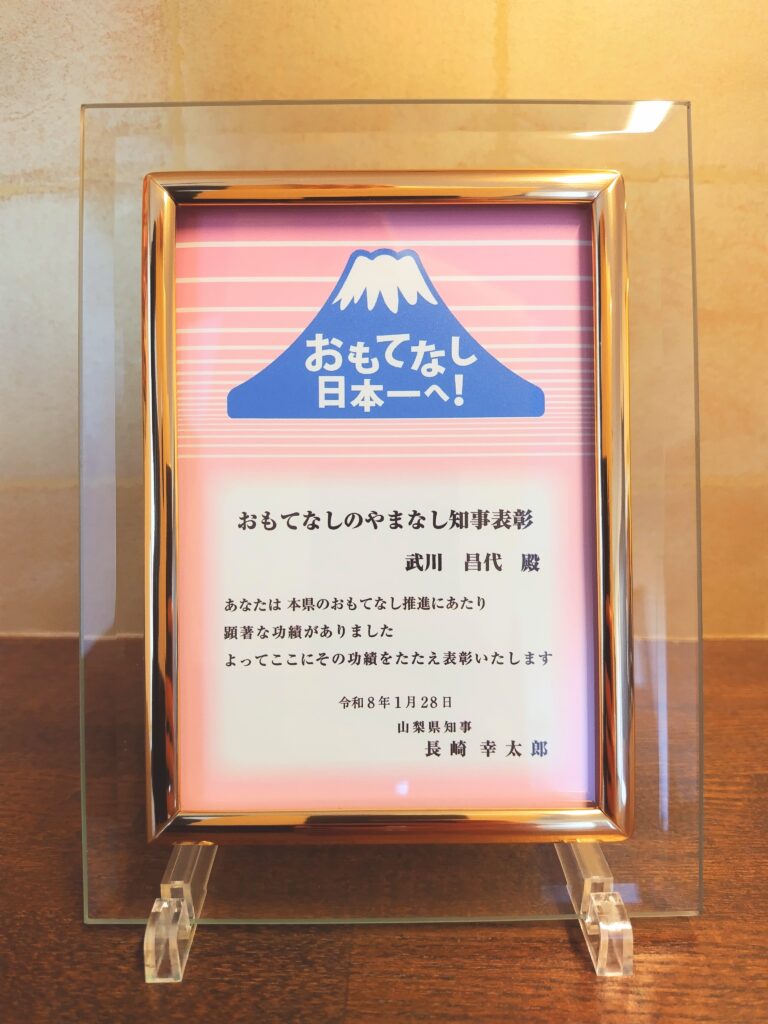 おもてなし
日本一へ!
おもてなしのやまなし知事表彰
武川 昌代 殿
あなたは 本県のおもてなし推進にあたり
顕著な功績がありました
よってここにその功績をたたえ表彰いたします
令和8年1月28日
山梨県知事
長崎 幸太郎